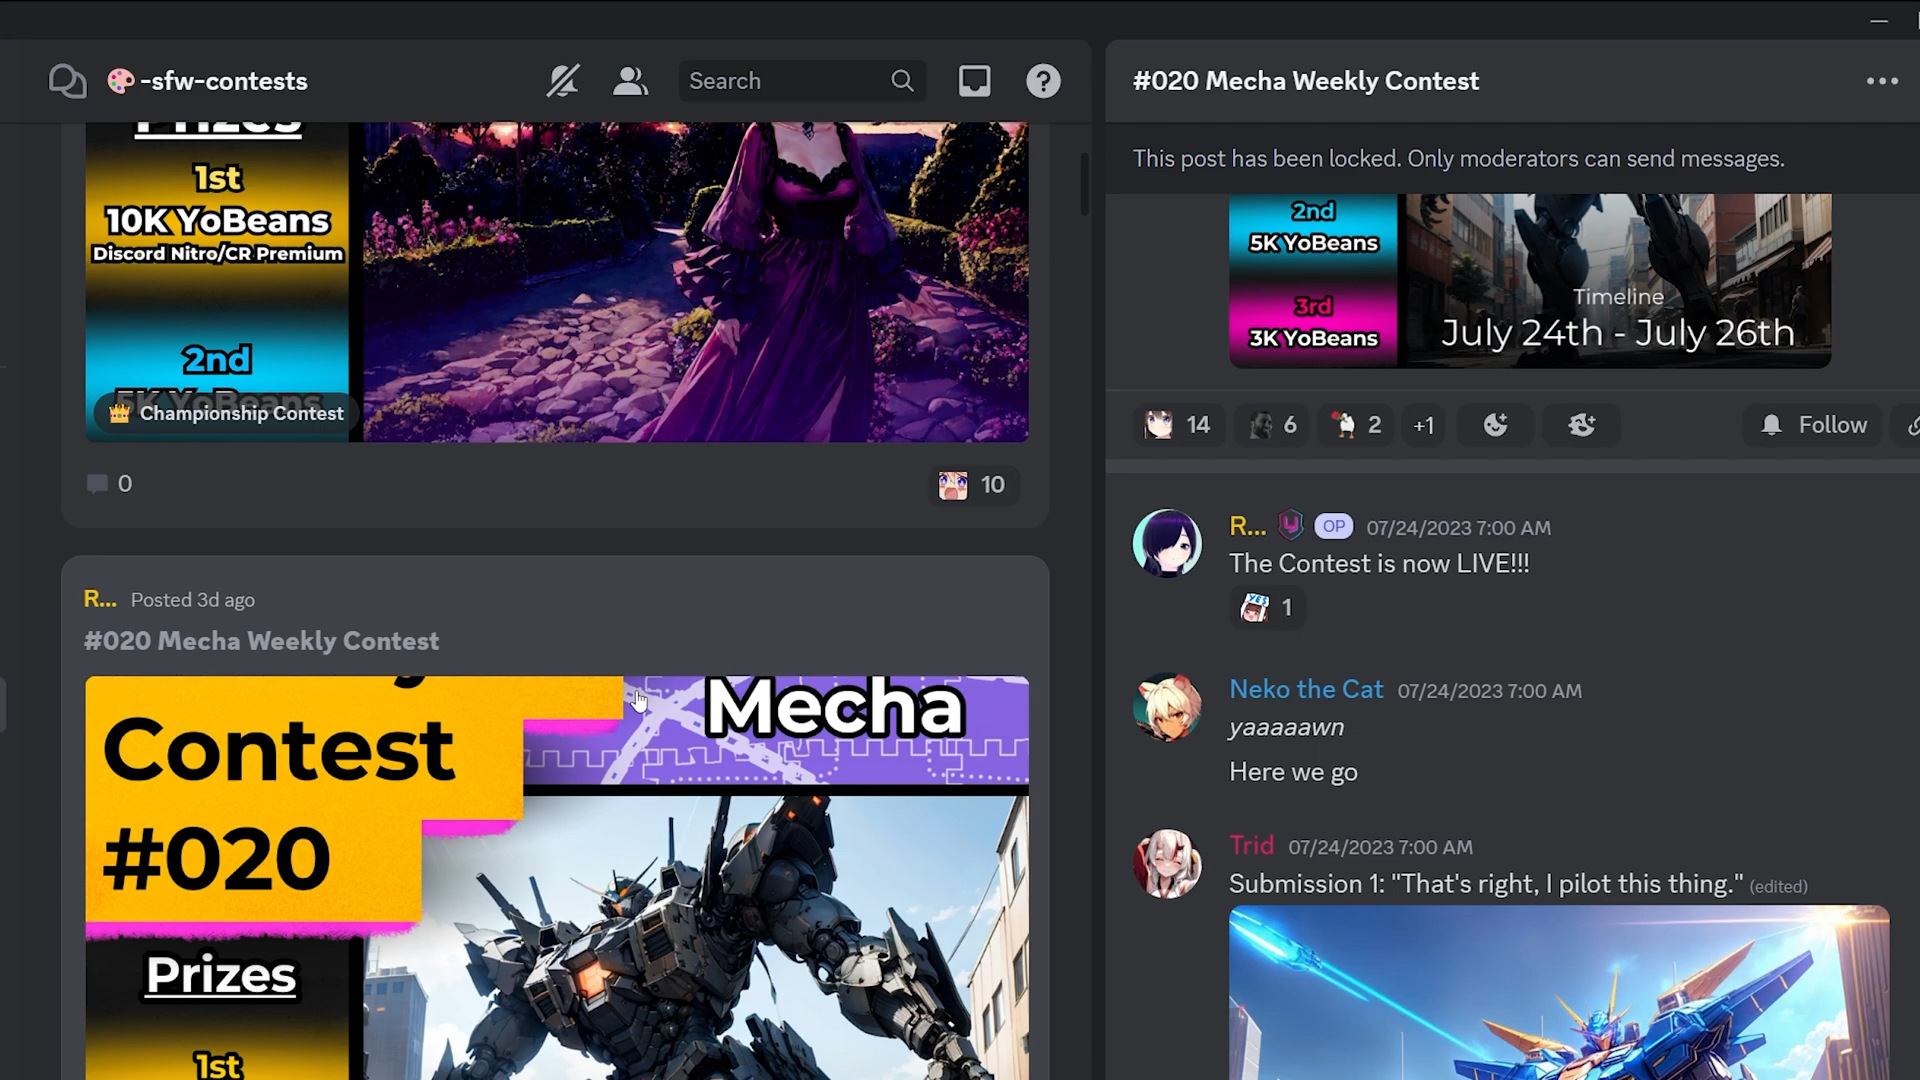 -sfw-contests
Search
Prizes
1st
10K YoBeans
Discord Nitro/CR Premium
2nd
5K YoBeans
Championship Contest
0
10
R... Posted 3d ago
#020 Mecha Weekly Contest
Contest
#020
Mecha
Prizes
1st
#020 Mecha Weekly Contest
This post has been locked. Only moderators can send messages.
2nd
5K YoBeans
3rd
3K YoBeans
Timeline
July 24th - July 26th
14
6
2
+1
Follow
R... OP 07/24/2023 7:00 AM
The Contest is now LIVE!!!
YES
1
Neko the Cat 07/24/2023 7:00 AM
yaaaaawn
Here we go
Trid 07/24/2023 7:00 AM
Submission 1: "That's right, I pilot this thing." (edited)